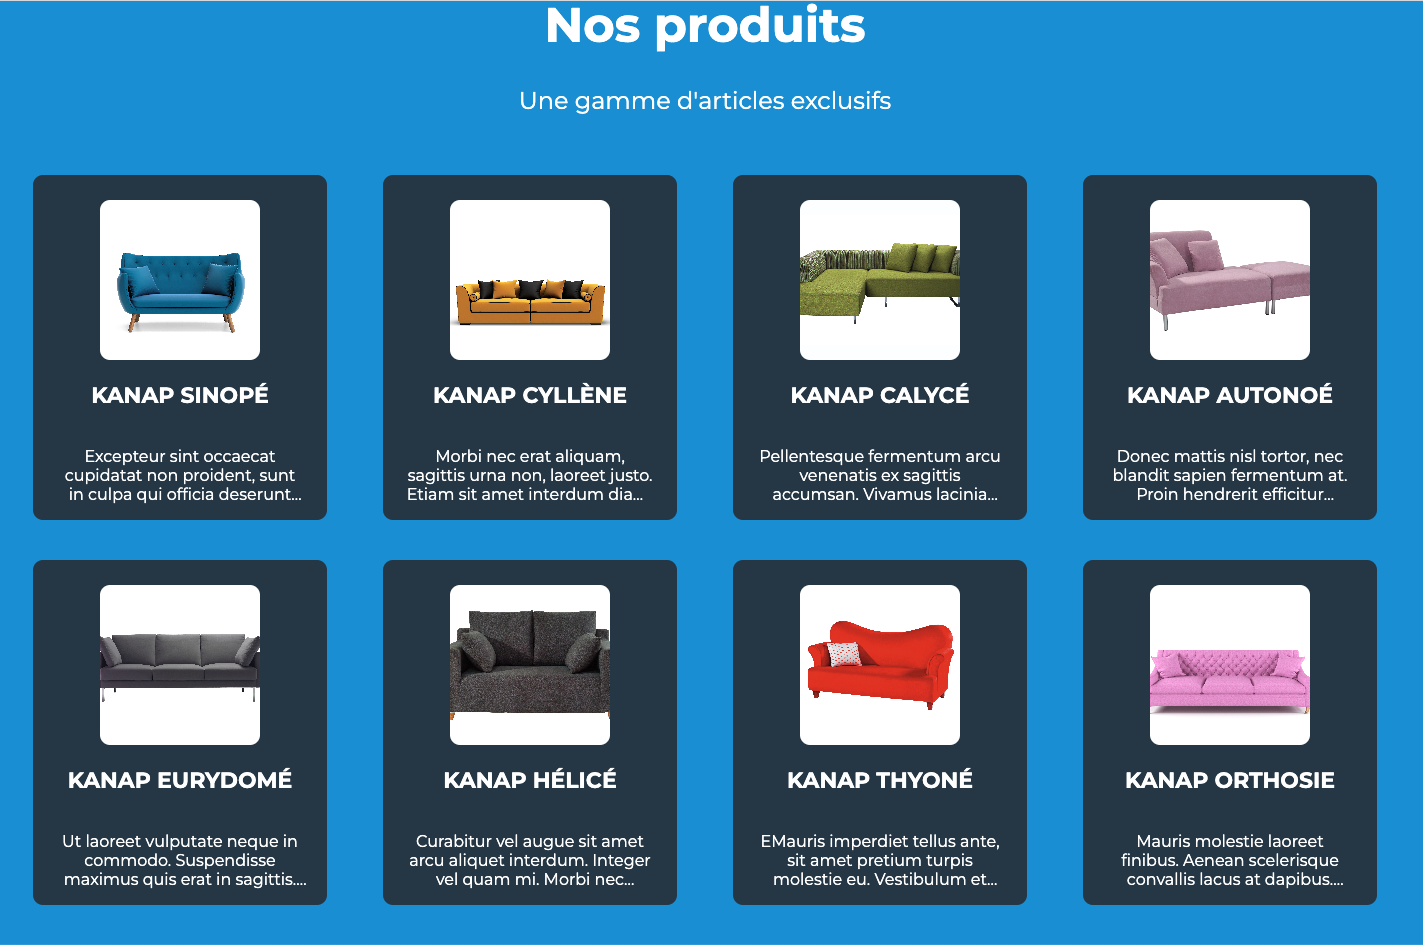 Nos produits
Une gamme d'articles exclusifs
KANAP SINOPÉ
Excepteur sint occaecat
cupidatat non proident, sunt
in culpa qui officia deserunt...
KANAP CYLLÈNE
Morbi nec erat aliquam,
sagittis urna non, laoreet justo.
Etiam sit amet interdum dia...
KANAP CALYCÉ
Pellentesque fermentum arcu
venenatis ex sagittis
accumsan. Vivamus lacinia...
KANAP AUTONOÉ
Donec mattis nisl tortor, nec
blandit sapien fermentum at.
Proin hendrerit efficitur...
KANAP EURYDOMÉ
Ut laoreet vulputate neque in
commodo. Suspendisse
maximus quis erat in sagittis....
KANAP HÉLICÉ
Curabitur vel augue sit amet
arcu aliquet interdum. Integer
vel quam mi. Morbi nec...
KANAP THYONÉ
EMauris imperdiet tellus ante,
sit amet pretium turpis
molestie eu. Vestibulum et...
KANAP ORTHOSIE
Mauris molestie laoreet
finibus. Aenean scelerisque
convallis lacus at dapibus....